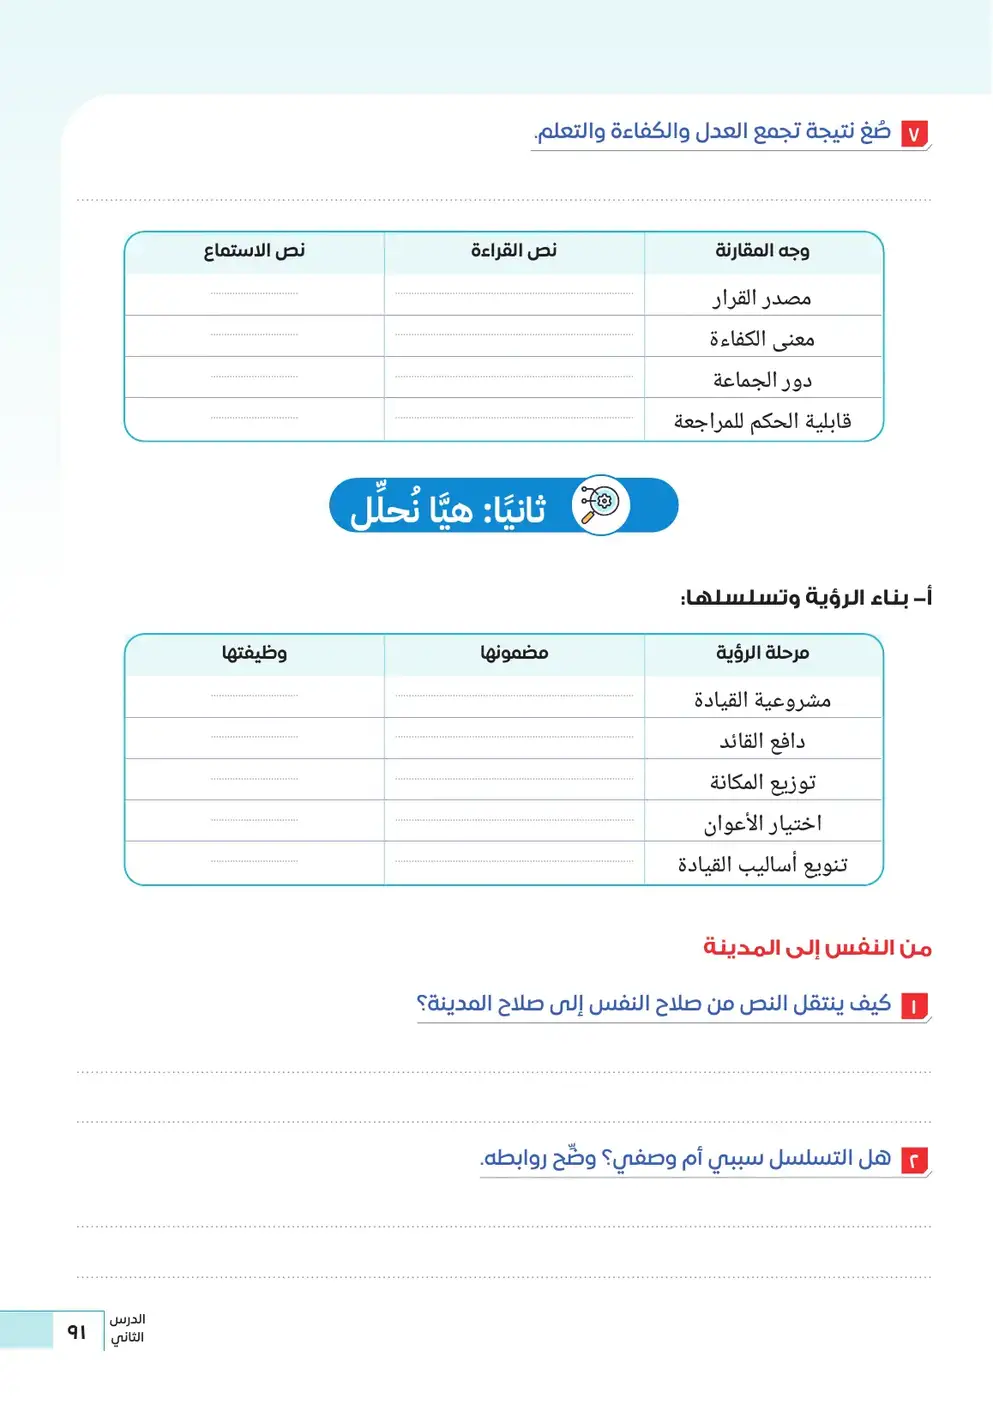 ٧ صُغ نتيجة تجمع العدل والكفاءة والتعلم.
وجه المقارنة نص القراءة نص الاستماع
مصدر القرار
معنى الكفاءة
دور الجماعة
قابلية الحكم للمراجعة
ثانيًا: هيَّا نُحلِّل
أ- بناء الرؤية وتسلسلها:
مرحلة الرؤية مضمونها وظيفتها
مشروعية القيادة
دافع القائد
توزيع المكانة
اختيار الأعوان
تنويع أساليب القيادة
من النفس إلى المدينة
١ كيف ينتقل النص من صلاح النفس إلى صلاح المدينة؟
٢ هل التسلسل سببي أم وصفي؟ وضِّح روابطه.
الدرس
الثاني
٩١